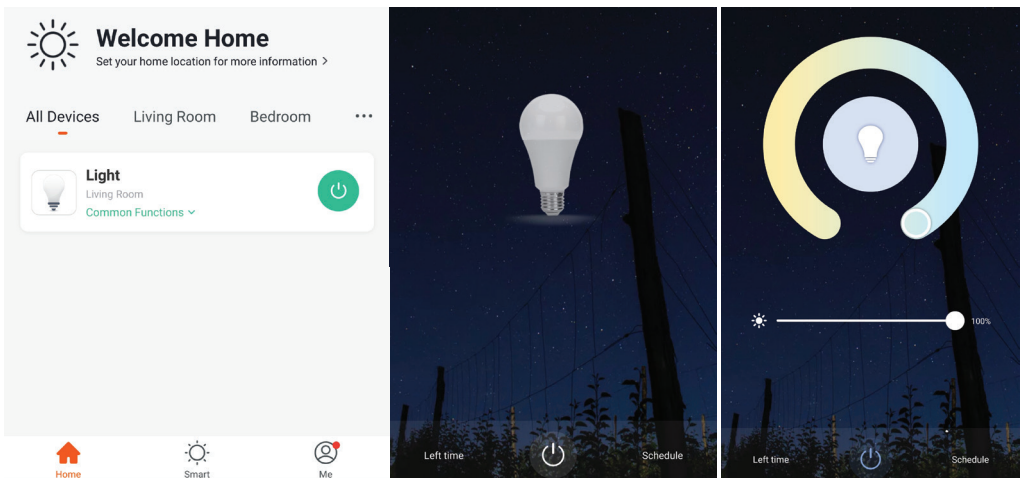 Welcome Home
Set your home location for more information >
All Devices
Living Room
Bedroom
Light
Living Room
Common Functions
Home
Smart
Me
Left time
Schedule
100%
Left time
Schedule